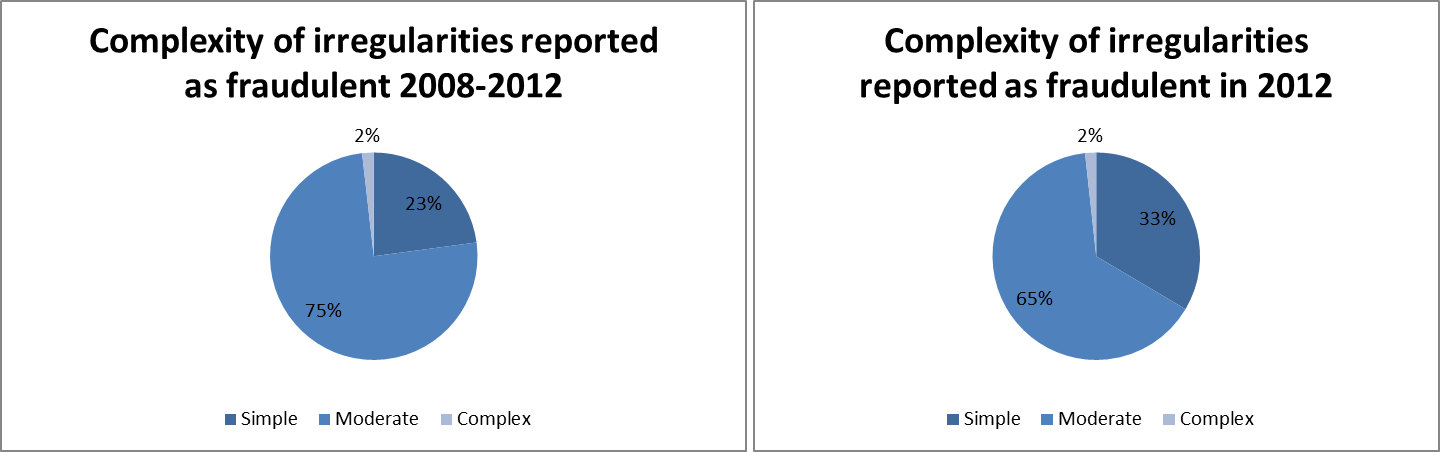 Complexity of irregularities reported
as fraudulent 2008-2012
2%
23%
75%
Simple Moderate Complex
Complexity of irregularities
reported as fraudulent in 2012
2%
33%
65%
Simple Moderate Complex